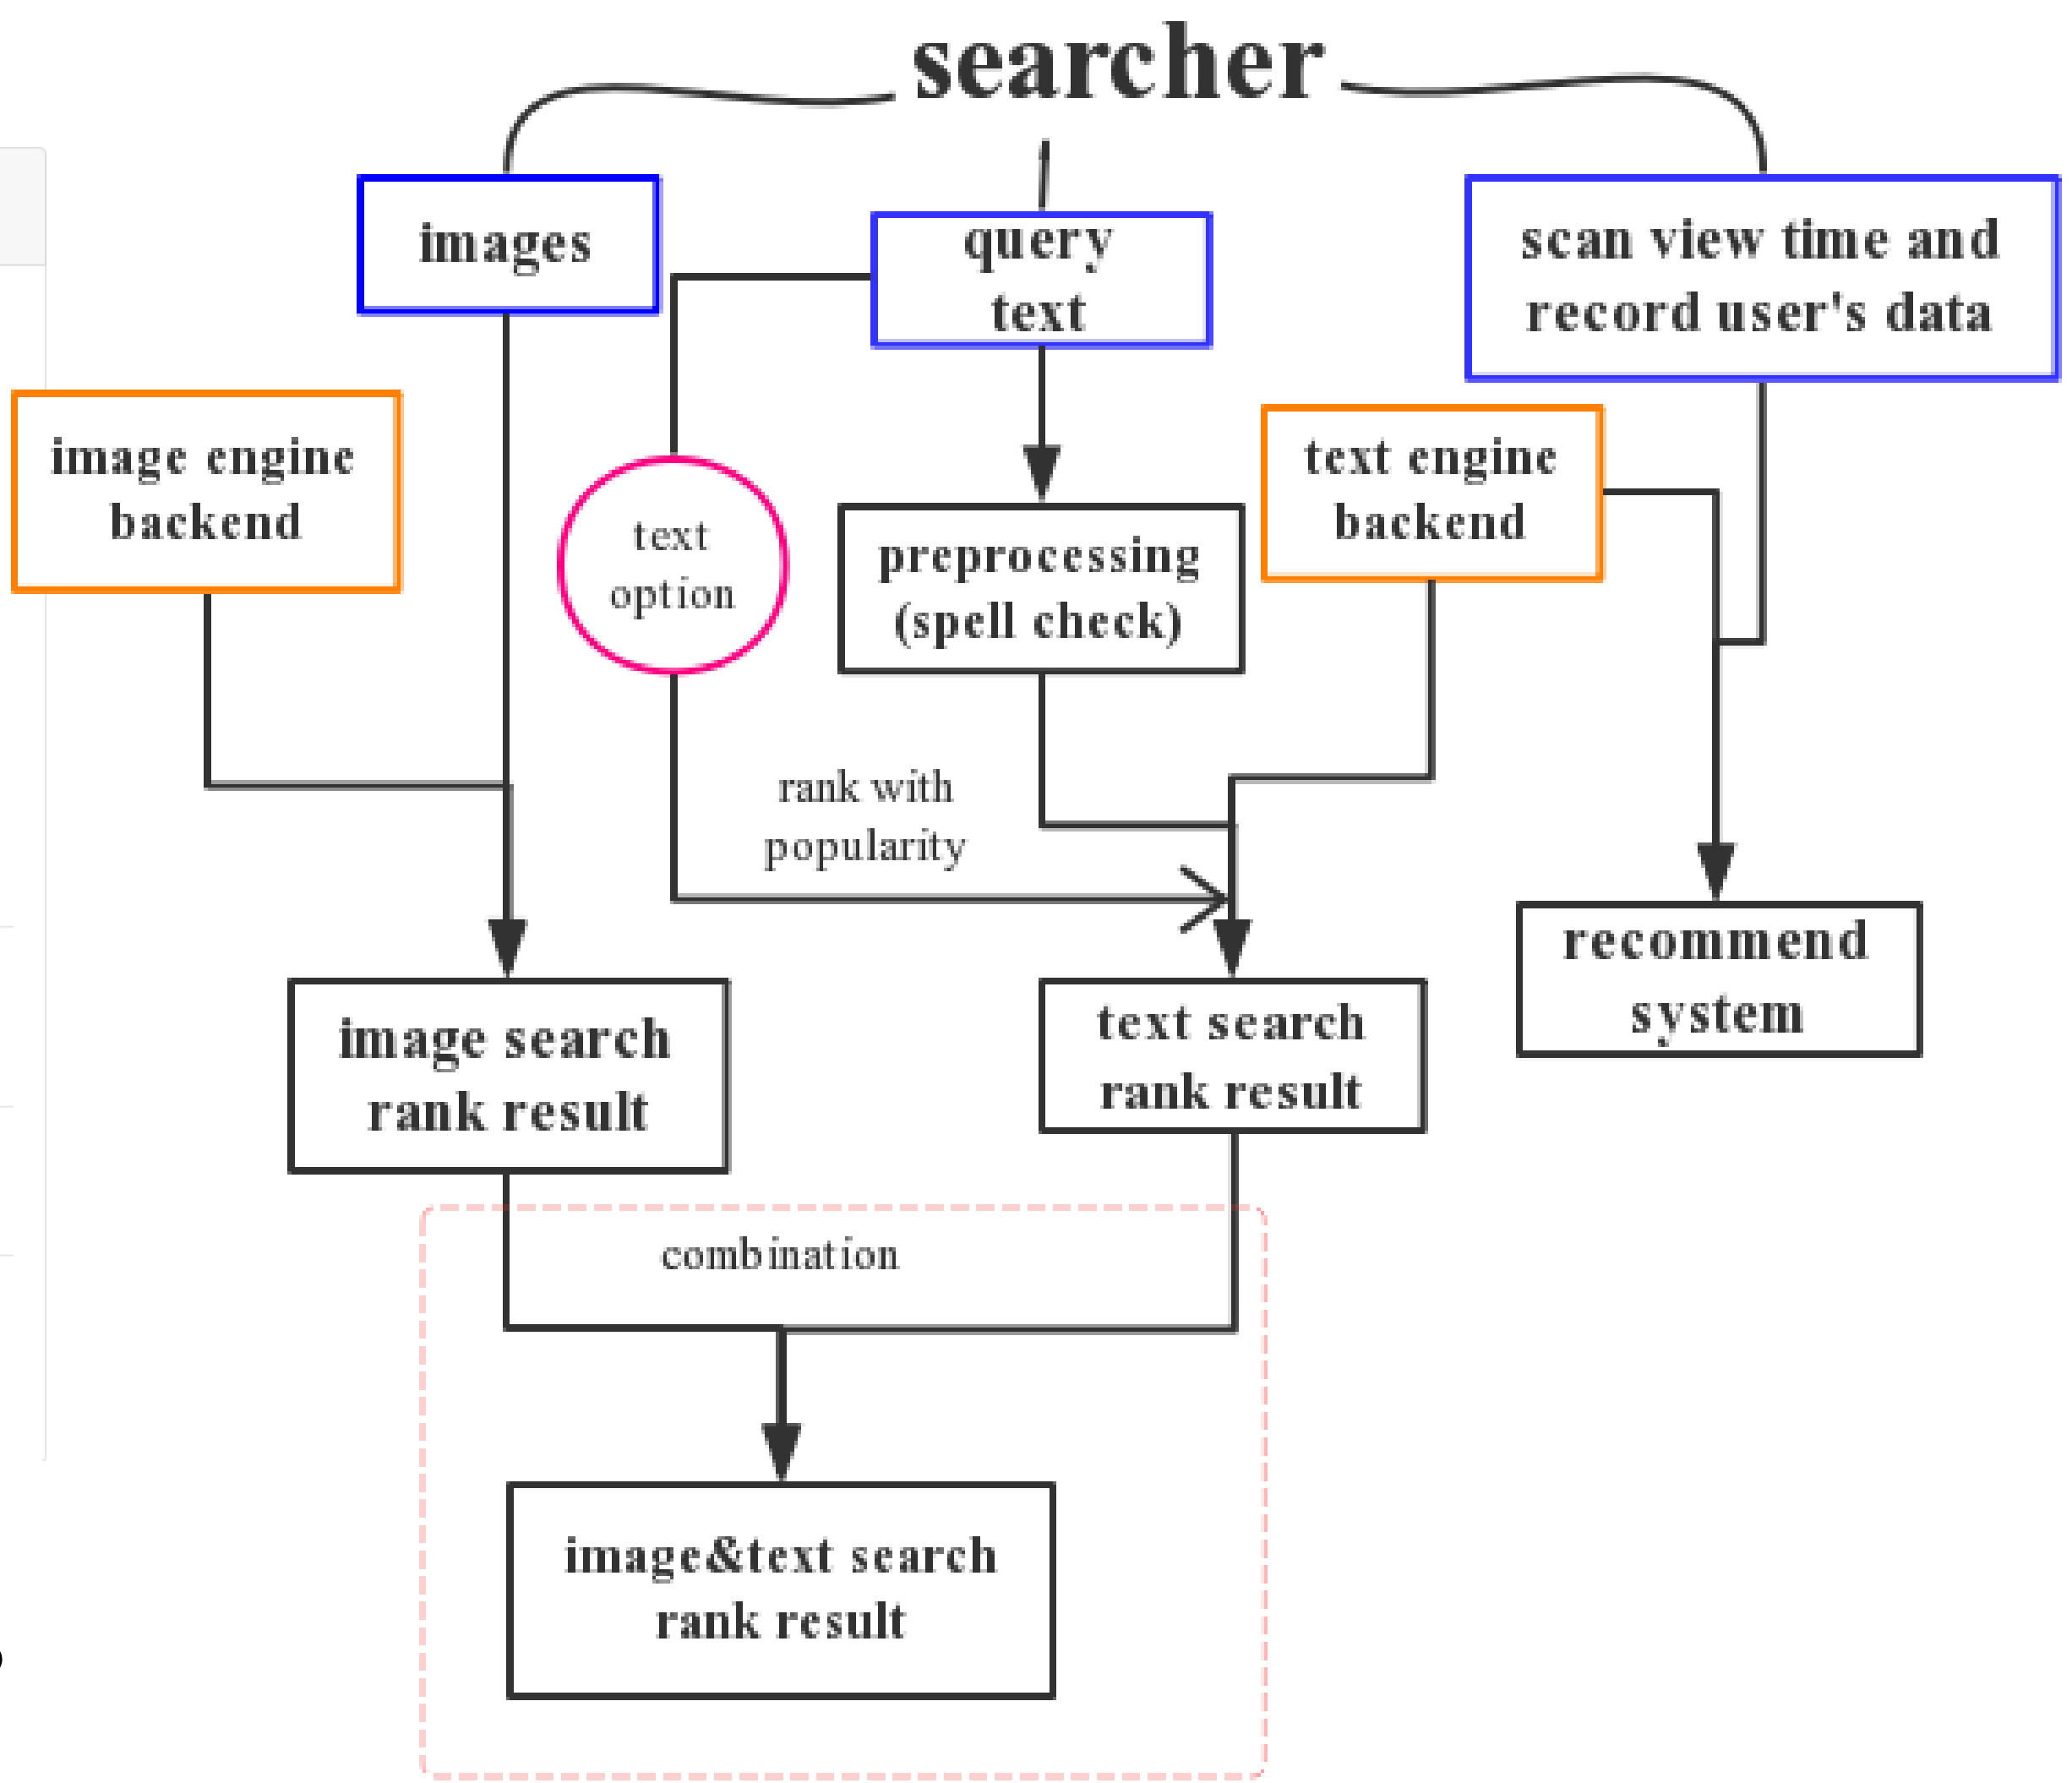 searcher
images
query
text
scan view time and
record user's data
image engine
backend
text engine
backend
text
option
preprocessing
(spell check)
rank with
popularity
recommend
system
image search
rank result
text search
rank result
combination
image&text search
rank result